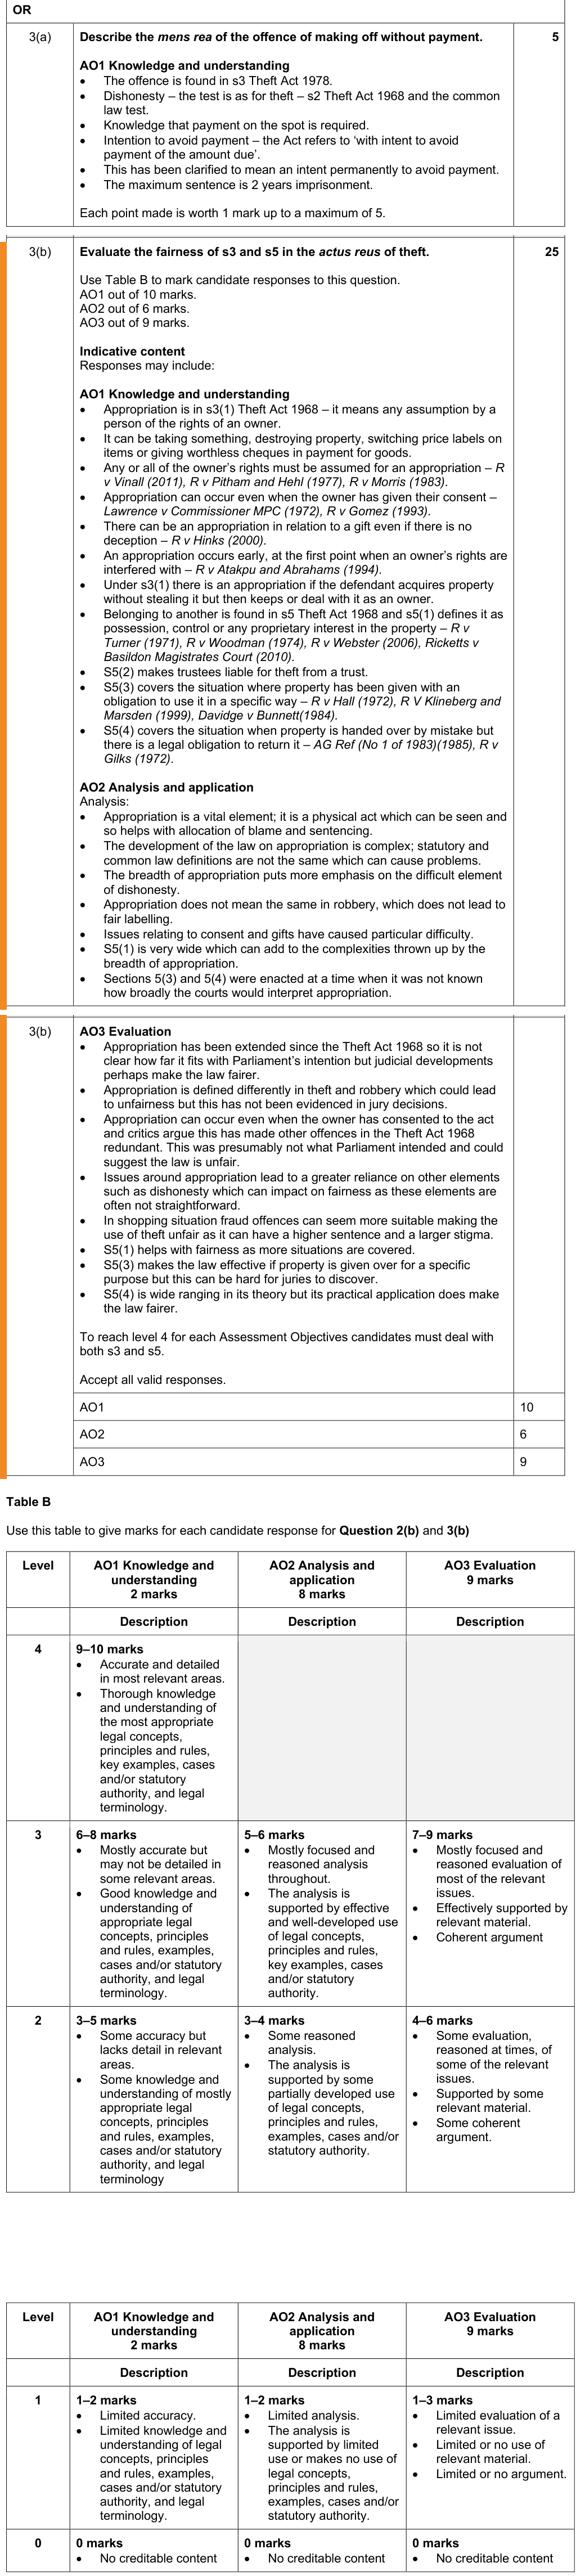 OR
3(a)
Describe the mens rea of the offence of making off without payment.
5
AO1 Knowledge and understanding
• The offence is found in s3 Theft Act 1978.
• Dishonesty – the test is as for theft – s2 Theft Act 1968 and the common
law test.
• Knowledge that payment on the spot is required.
• Intention to avoid payment – the Act refers to ‘with intent to avoid
payment of the amount due’.
• This has been clarified to mean an intent permanently to avoid payment.
• The maximum sentence is 2 years imprisonment.
Each point made is worth 1 mark up to a maximum of 5.
3(b)
Evaluate the fairness of s3 and s5 in the actus reus of theft.
25
Use Table B to mark candidate responses to this question.
AO1 out of 10 marks.
AO2 out of 6 marks.
AO3 out of 9 marks.
Indicative content
Responses may include:
AO1 Knowledge and understanding
• Appropriation is in s3(1) Theft Act 1968 – it means any assumption by a
person of the rights of an owner.
• It can be taking something, destroying property, switching price labels on
items or giving worthless cheques in payment for goods.
• Any or all of the owner’s rights must be assumed for an appropriation – R
v Vinall (2011), R v Pitham and Hehl (1977), R v Morris (1983).
• Appropriation can occur even when the owner has given their consent –
Lawrence v Commissioner MPC (1972), R v Gomez (1993).
• There can be an appropriation in relation to a gift even if there is no
deception – R v Hinks (2000).
• An appropriation occurs early, at the first point when an owner’s rights are
interfered with – R v Atakpu and Abrahams (1994).
• Under s3(1) there is an appropriation if the defendant acquires property
without stealing it but then keeps or deal with it as an owner.
• Belonging to another is found in s5 Theft Act 1968 and s5(1) defines it as
possession, control or any proprietary interest in the property – R v
Turner (1971), R v Woodman (1974), R v Webster (2006), Ricketts v
Basildon Magistrates Court (2010).
• S5(2) makes trustees liable for theft from a trust.
• S5(3) covers the situation where property has been given with an
obligation to use it in a specific way – R v Hall (1972), R V Klineberg and
Marsden (1999), Davidge v Bunnett(1984).
• S5(4) covers the situation when property is handed over by mistake but
there is a legal obligation to return it – AG Ref (No 1 of 1983)(1985), R v
Gilks (1972).
AO2 Analysis and application
Analysis:
• Appropriation is a vital element; it is a physical act which can be seen and
so helps with allocation of blame and sentencing.
• The development of the law on appropriation is complex; statutory and
common law definitions are not the same which can cause problems.
• The breadth of appropriation puts more emphasis on the difficult element
of dishonesty.
• Appropriation does not mean the same in robbery, which does not lead to
fair labelling.
• Issues relating to consent and gifts have caused particular difficulty.
• S5(1) is very wide which can add to the complexities thrown up by the
breadth of appropriation.
• Sections 5(3) and 5(4) were enacted at a time when it was not known
how broadly the courts would interpret appropriation.
3(b)
AO3 Evaluation
• Appropriation has been extended since the Theft Act 1968 so it is not
clear how far it fits with Parliament’s intention but judicial developments
perhaps make the law fairer.
• Appropriation is defined differently in theft and robbery which could lead
to unfairness but this has not been evidenced in jury decisions.
• Appropriation can occur even when the owner has consented to the act
and critics argue this has made other offences in the Theft Act 1968
redundant. This was presumably not what Parliament intended and could
suggest the law is unfair.
• Issues around appropriation lead to a greater reliance on other elements
such as dishonesty which can impact on fairness as these elements are
often not straightforward.
• In shopping situation fraud offences can seem more suitable making the
use of theft unfair as it can have a higher sentence and a larger stigma.
• S5(1) helps with fairness as more situations are covered.
• S5(3) makes the law effective if property is given over for a specific
purpose but this can be hard for juries to discover.
• S5(4) is wide ranging in its theory but its practical application does make
the law fairer.
To reach level 4 for each Assessment Objectives candidates must deal with
both s3 and s5.
Accept all valid responses.
AO1 10
AO2 6
AO3 9
Table B
Use this table to give marks for each candidate response for Question 2(b) and 3(b)
Level
AO1 Knowledge and
understanding
2 marks
AO2 Analysis and
application
8 marks
AO3 Evaluation
9 marks
Description
Description
Description
4
9–10 marks
• Accurate and detailed
in most relevant areas.
• Thorough knowledge
and understanding of
the most appropriate
legal concepts,
principles and rules,
key examples, cases
and/or statutory
authority, and legal
terminology.
3
6–8 marks
• Mostly accurate but
may not be detailed in
some relevant areas.
• Good knowledge and
understanding of
appropriate legal
concepts, principles
and rules, examples,
cases and/or statutory
authority, and legal
terminology.
5–6 marks
• Mostly focused and
reasoned analysis
throughout.
• The analysis is
supported by effective
and well-developed use
of legal concepts,
principles and rules,
key examples, cases
and/or statutory
authority.
7–9 marks
• Mostly focused and
reasoned evaluation of
most of the relevant
issues.
• Effectively supported by
relevant material.
• Coherent argument
2
3–5 marks
• Some accuracy but
lacks detail in relevant
areas.
• Some knowledge and
understanding of mostly
appropriate legal
concepts, principles
and rules, examples,
cases and/or statutory
authority, and legal
terminology
3–4 marks
• Some reasoned
analysis.
• The analysis is
supported by some
partially developed use
of legal concepts,
principles and rules,
examples, cases and/or
statutory authority.
4–6 marks
• Some evaluation,
reasoned at times, of
some of the relevant
issues.
• Supported by some
relevant material.
• Some coherent
argument.
Level
AO1 Knowledge and
understanding
2 marks
AO2 Analysis and
application
8 marks
AO3 Evaluation
9 marks
Description
Description
Description
1
1–2 marks
• Limited accuracy.
• Limited knowledge and
understanding of legal
concepts, principles
and rules, examples,
cases and/or statutory
authority, and legal
terminology.
1–2 marks
• Limited analysis.
• The analysis is
supported by limited
use or makes no use of
legal concepts,
principles and rules,
examples, cases and/or
statutory authority.
1–3 marks
• Limited evaluation of a
relevant issue.
• Limited or no use of
relevant material.
• Limited or no argument.
0
0 marks
• No creditable content
0 marks
• No creditable content
0 marks
• No creditable content